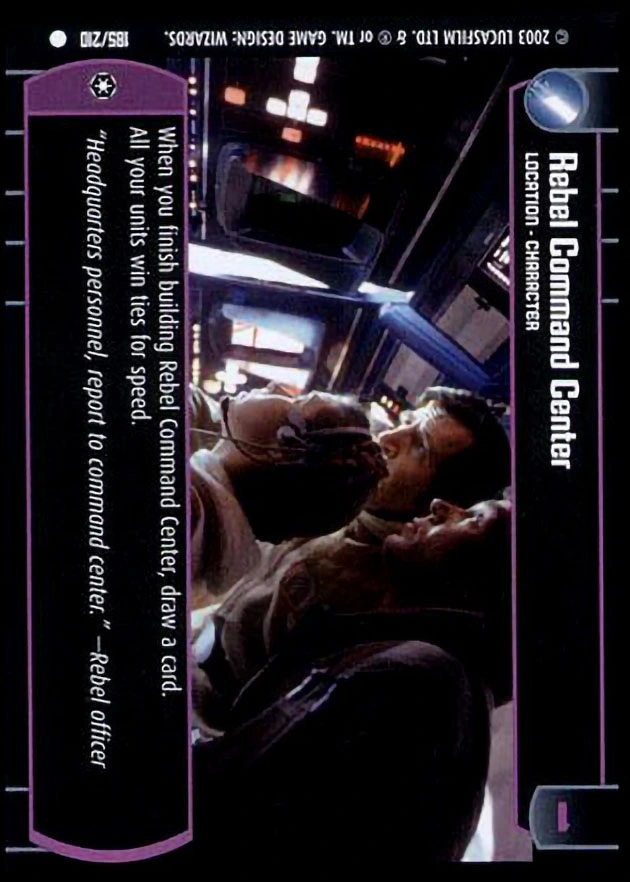 Rebel Command Center
LOCATION - CHARACTER
1
When you finish building Rebel Command Center, draw a card.
All your units win ties for speed.
"Headquarters personnel, report to command center." —Rebel officer
© 2003 LUCASFILM LTD. & ® or TM. GAME DESIGN: WIZARDS.
185/210